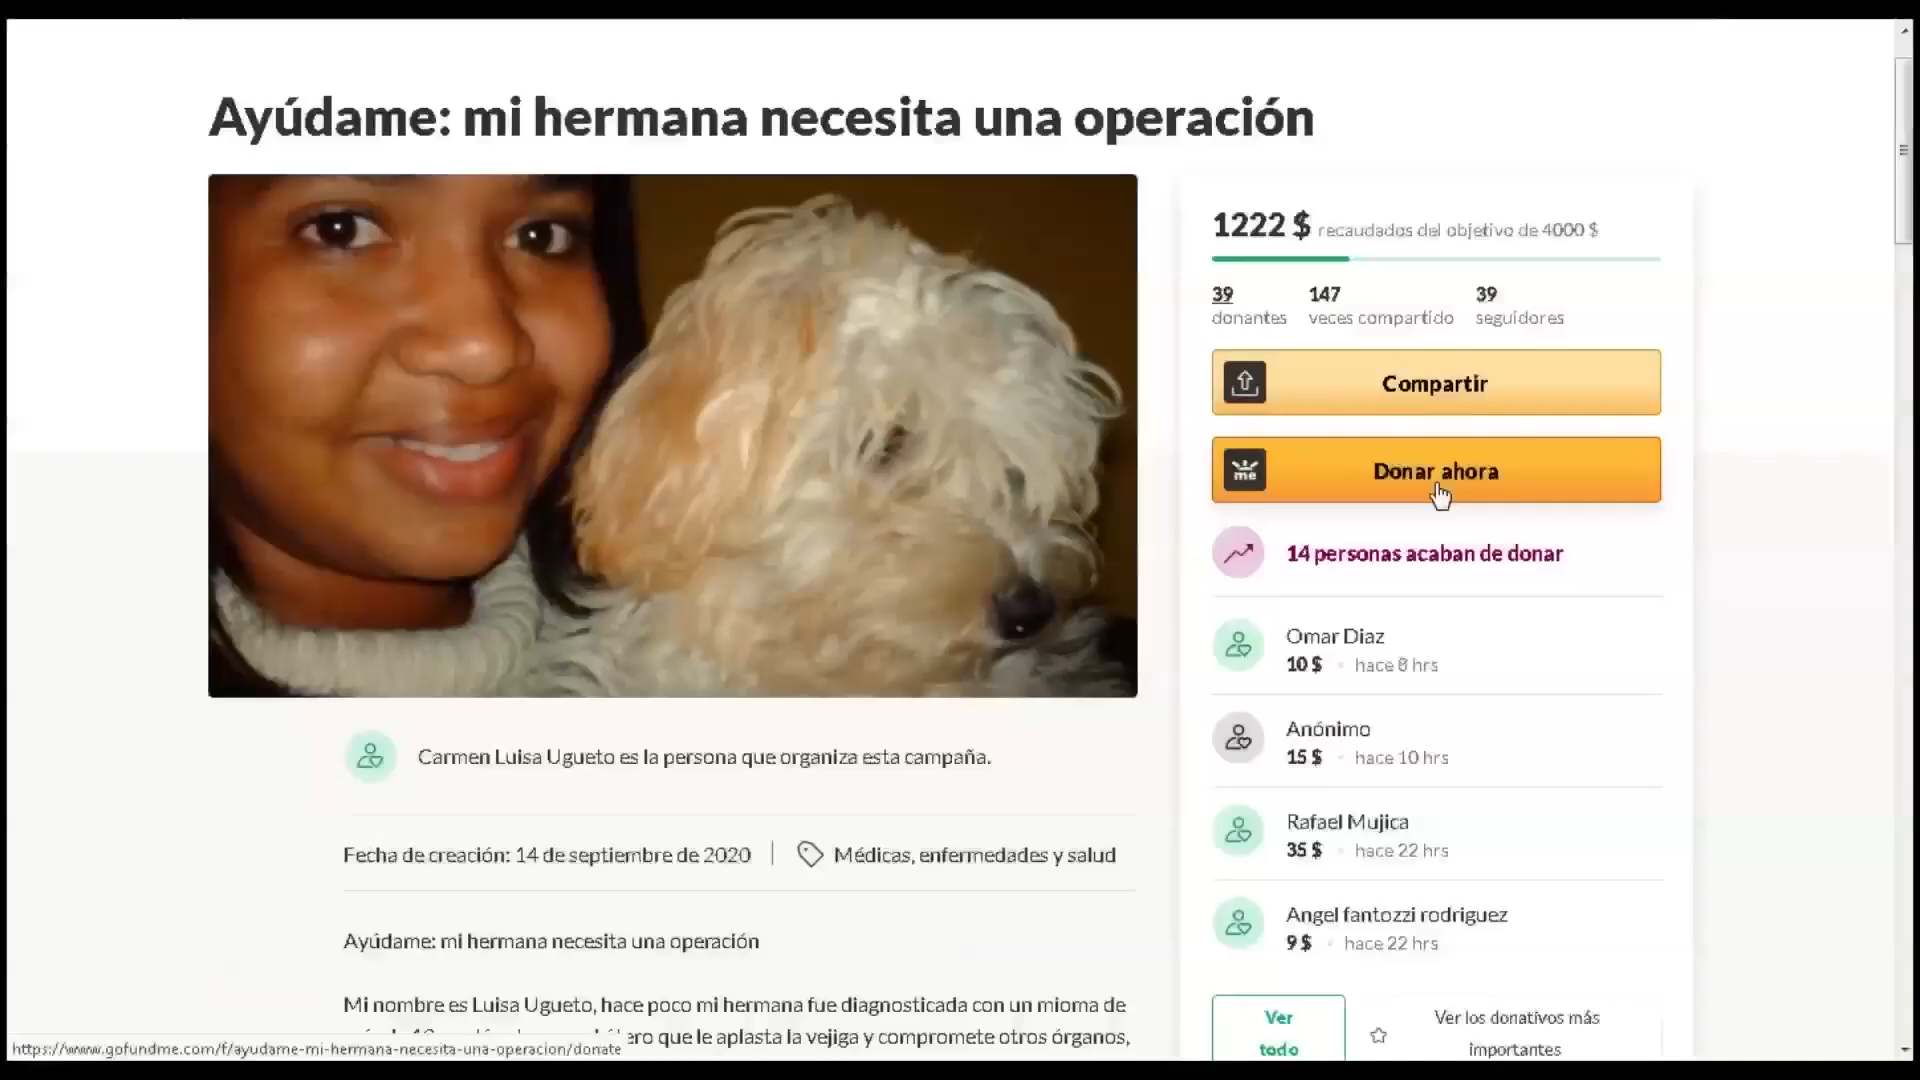 Ayúdame: mi hermana necesita una operación
1222 $ recaudados del objetivo de 4000 $
39 147 39
donantes veces compartido seguidores
Compartir
me Donar ahora
14 personas acaban de donar
Omar Diaz
10 $ • hace 8 hrs
Anónimo
15 $ • hace 10 hrs
Rafael Mujica
35 $ • hace 22 hrs
Angel fantozzi rodriguez
9 $ • hace 22 hrs
Ver
todo
Ver los donativos más
importantes
Carmen Luisa Ugueto es la persona que organiza esta campaña.
Fecha de creación: 14 de septiembre de 2020 | Médicas, enfermedades y salud
Ayúdame: mi hermana necesita una operación
Mi nombre es Luisa Ugueto, hace poco mi hermana fue diagnosticada con un mioma de
que le aplasta la vejiga y compromete otros órganos,
https://www.gofundme.com/f/ayudame-mi-hermana-necesita-una-operacion/donate